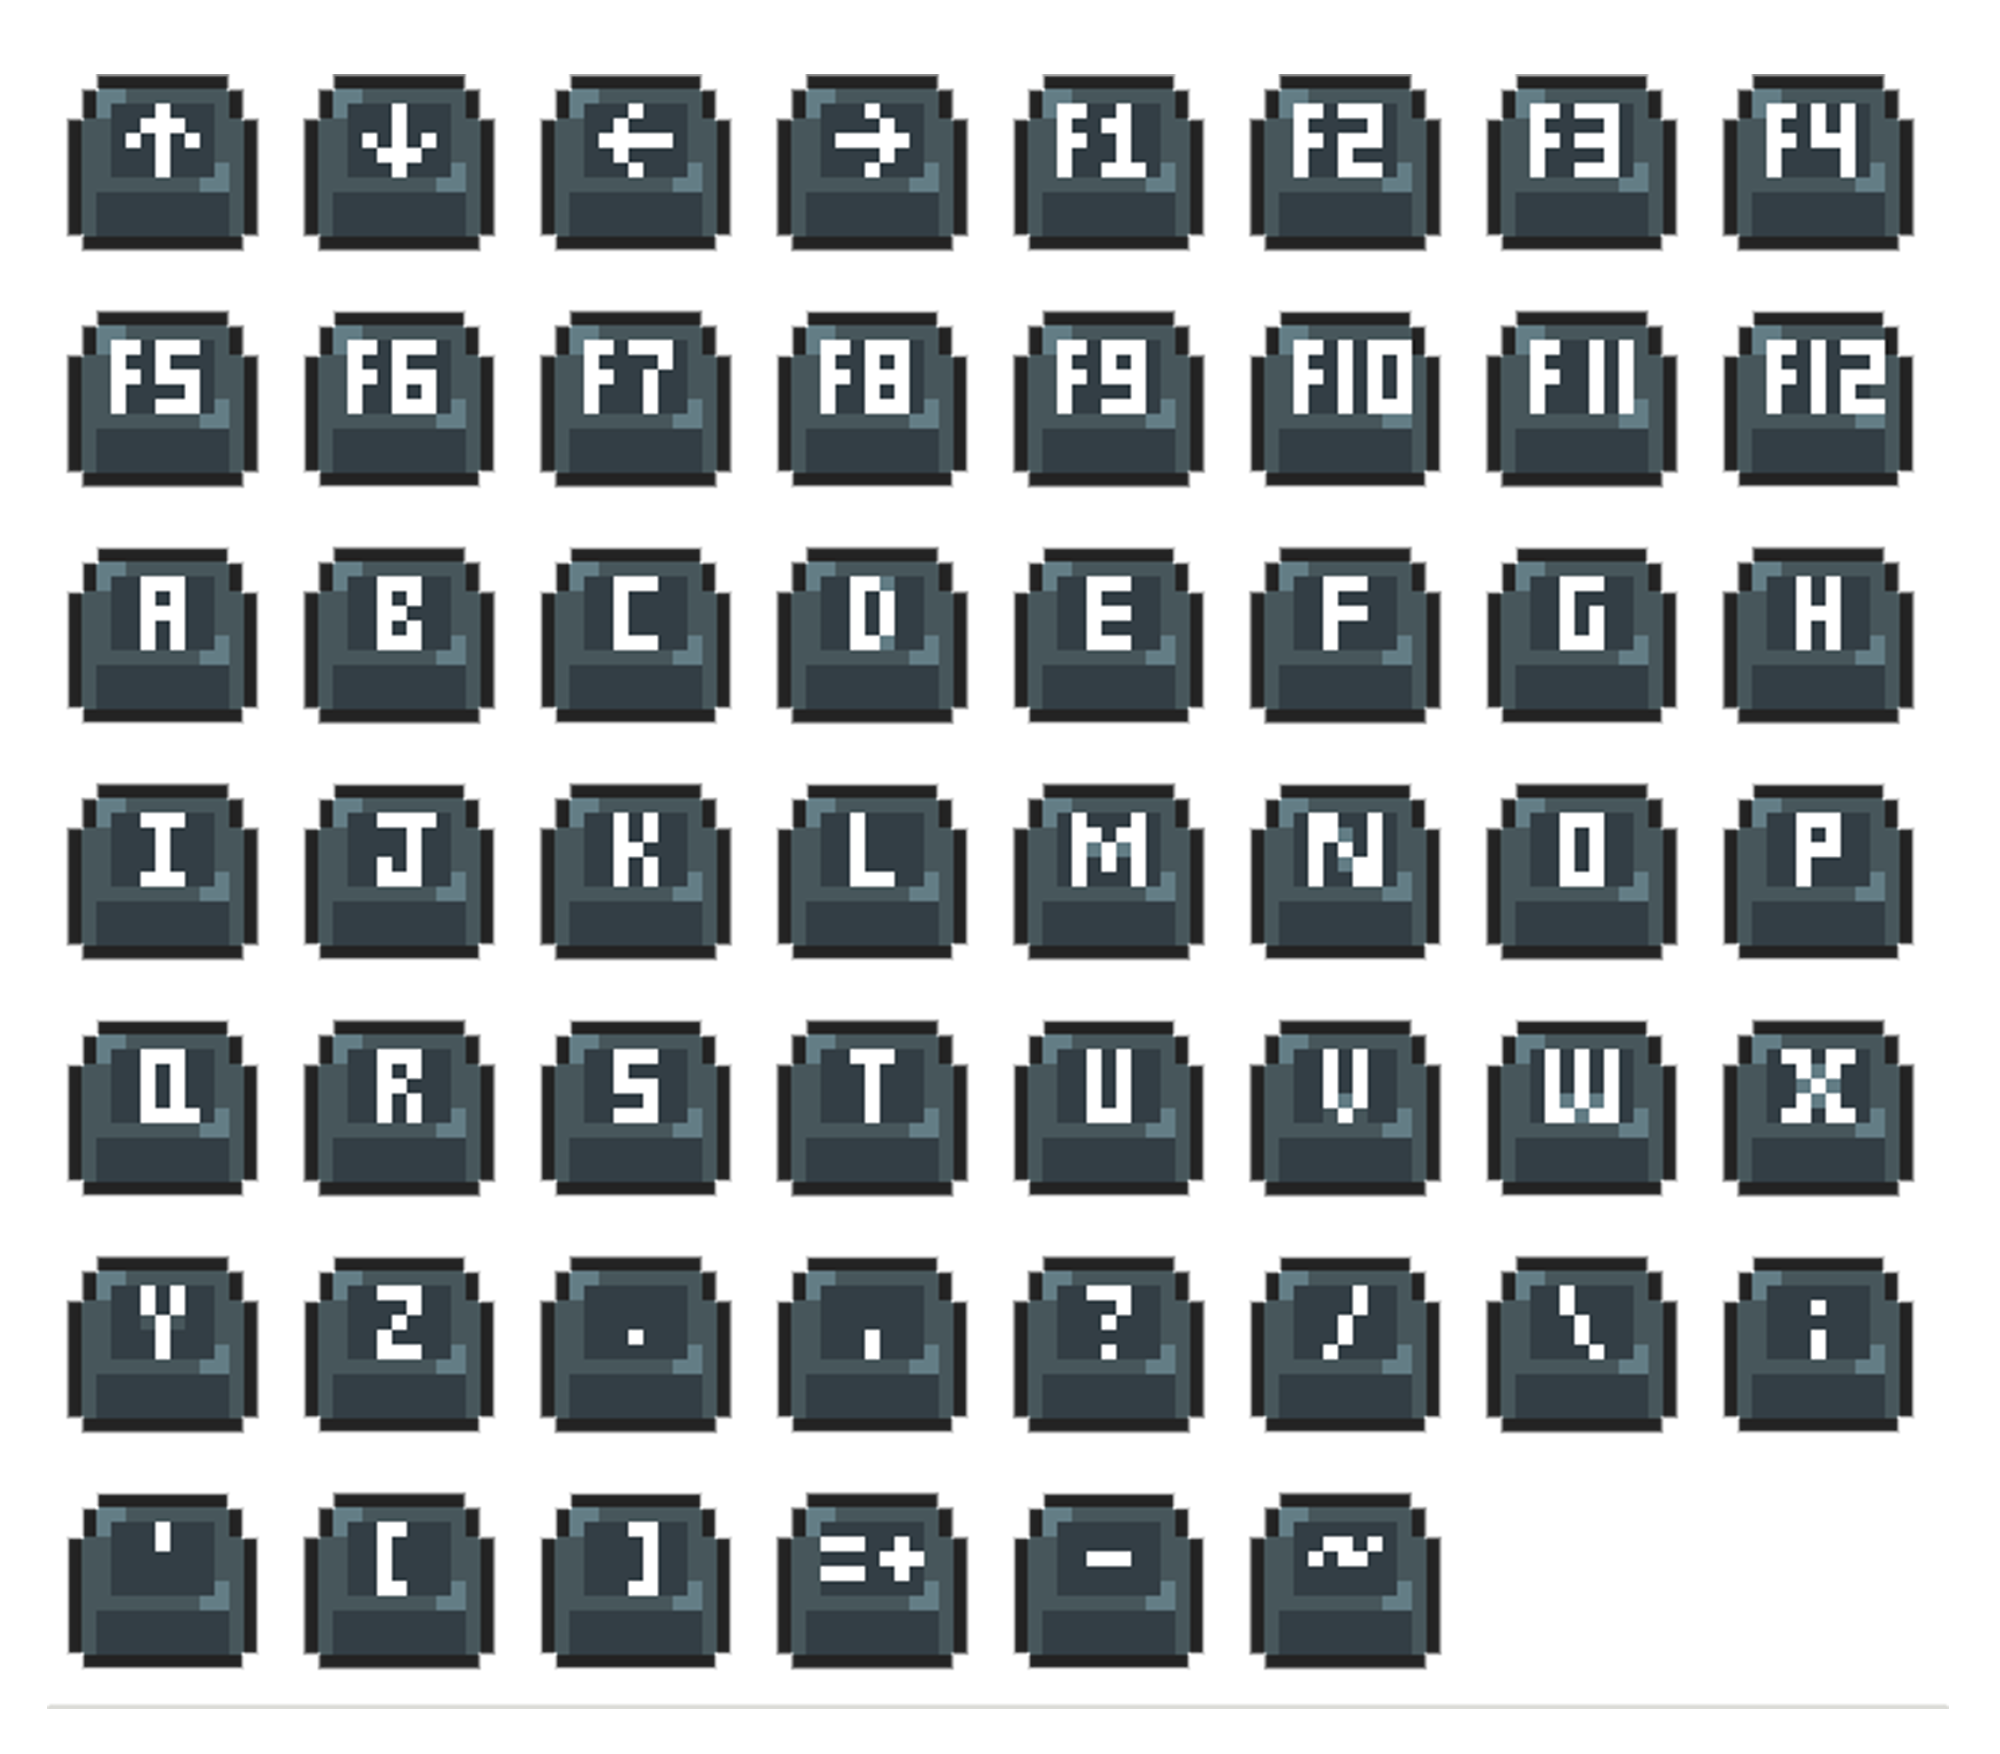 ↑ ↓ ← → F1 F2 F3 F4
F5 F6 F7 F8 F9 F10 F11 F12
A B C D E F G H
I J K L M N O P
Q R S T U V W X
Y Z . , ? / \ ;
' [ ] =+ - ~